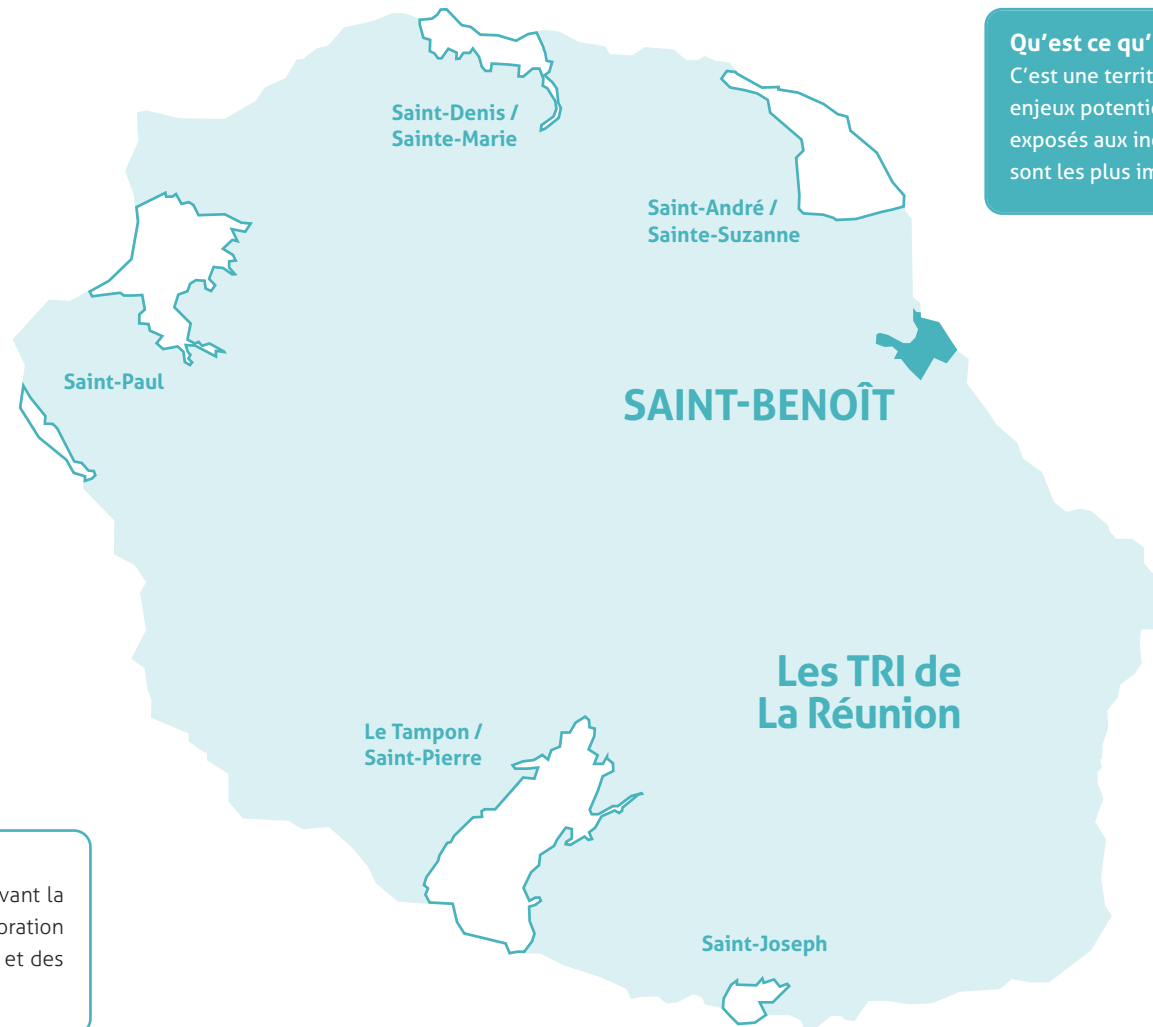 Qu'est ce qu'
C'est une territ
enjeux potenti
exposés aux in
sont les plus im
Saint-Denis /
Sainte-Marie
Saint-André /
Sainte-Suzanne
Saint-Paul
SAINT-BENOÎT
Les TRI de
La Réunion
Le Tampon /
Saint-Pierre
Saint-Joseph
vant la
oration
et des